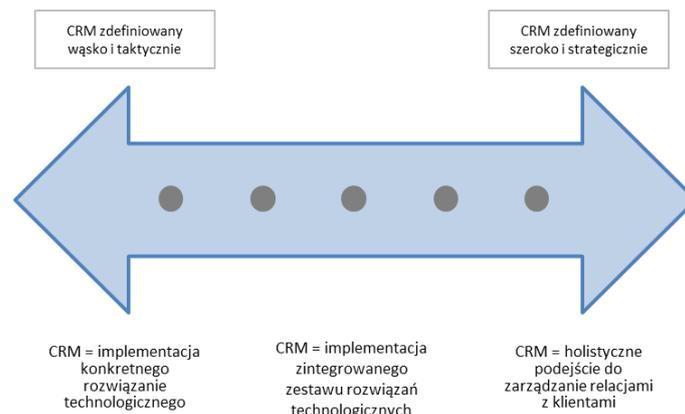 CRM zdefiniowany
wąsko i taktycznie
CRM zdefiniowany
szeroko i strategicznie
CRM = implementacja
konkretnego
rozwiązanie
technologicznego
CRM = implementacja
zintegrowanego
zestawu rozwiązań
technologicznych
CRM = holistyczne
podejście do
zarządzanie relacjami
z klientami